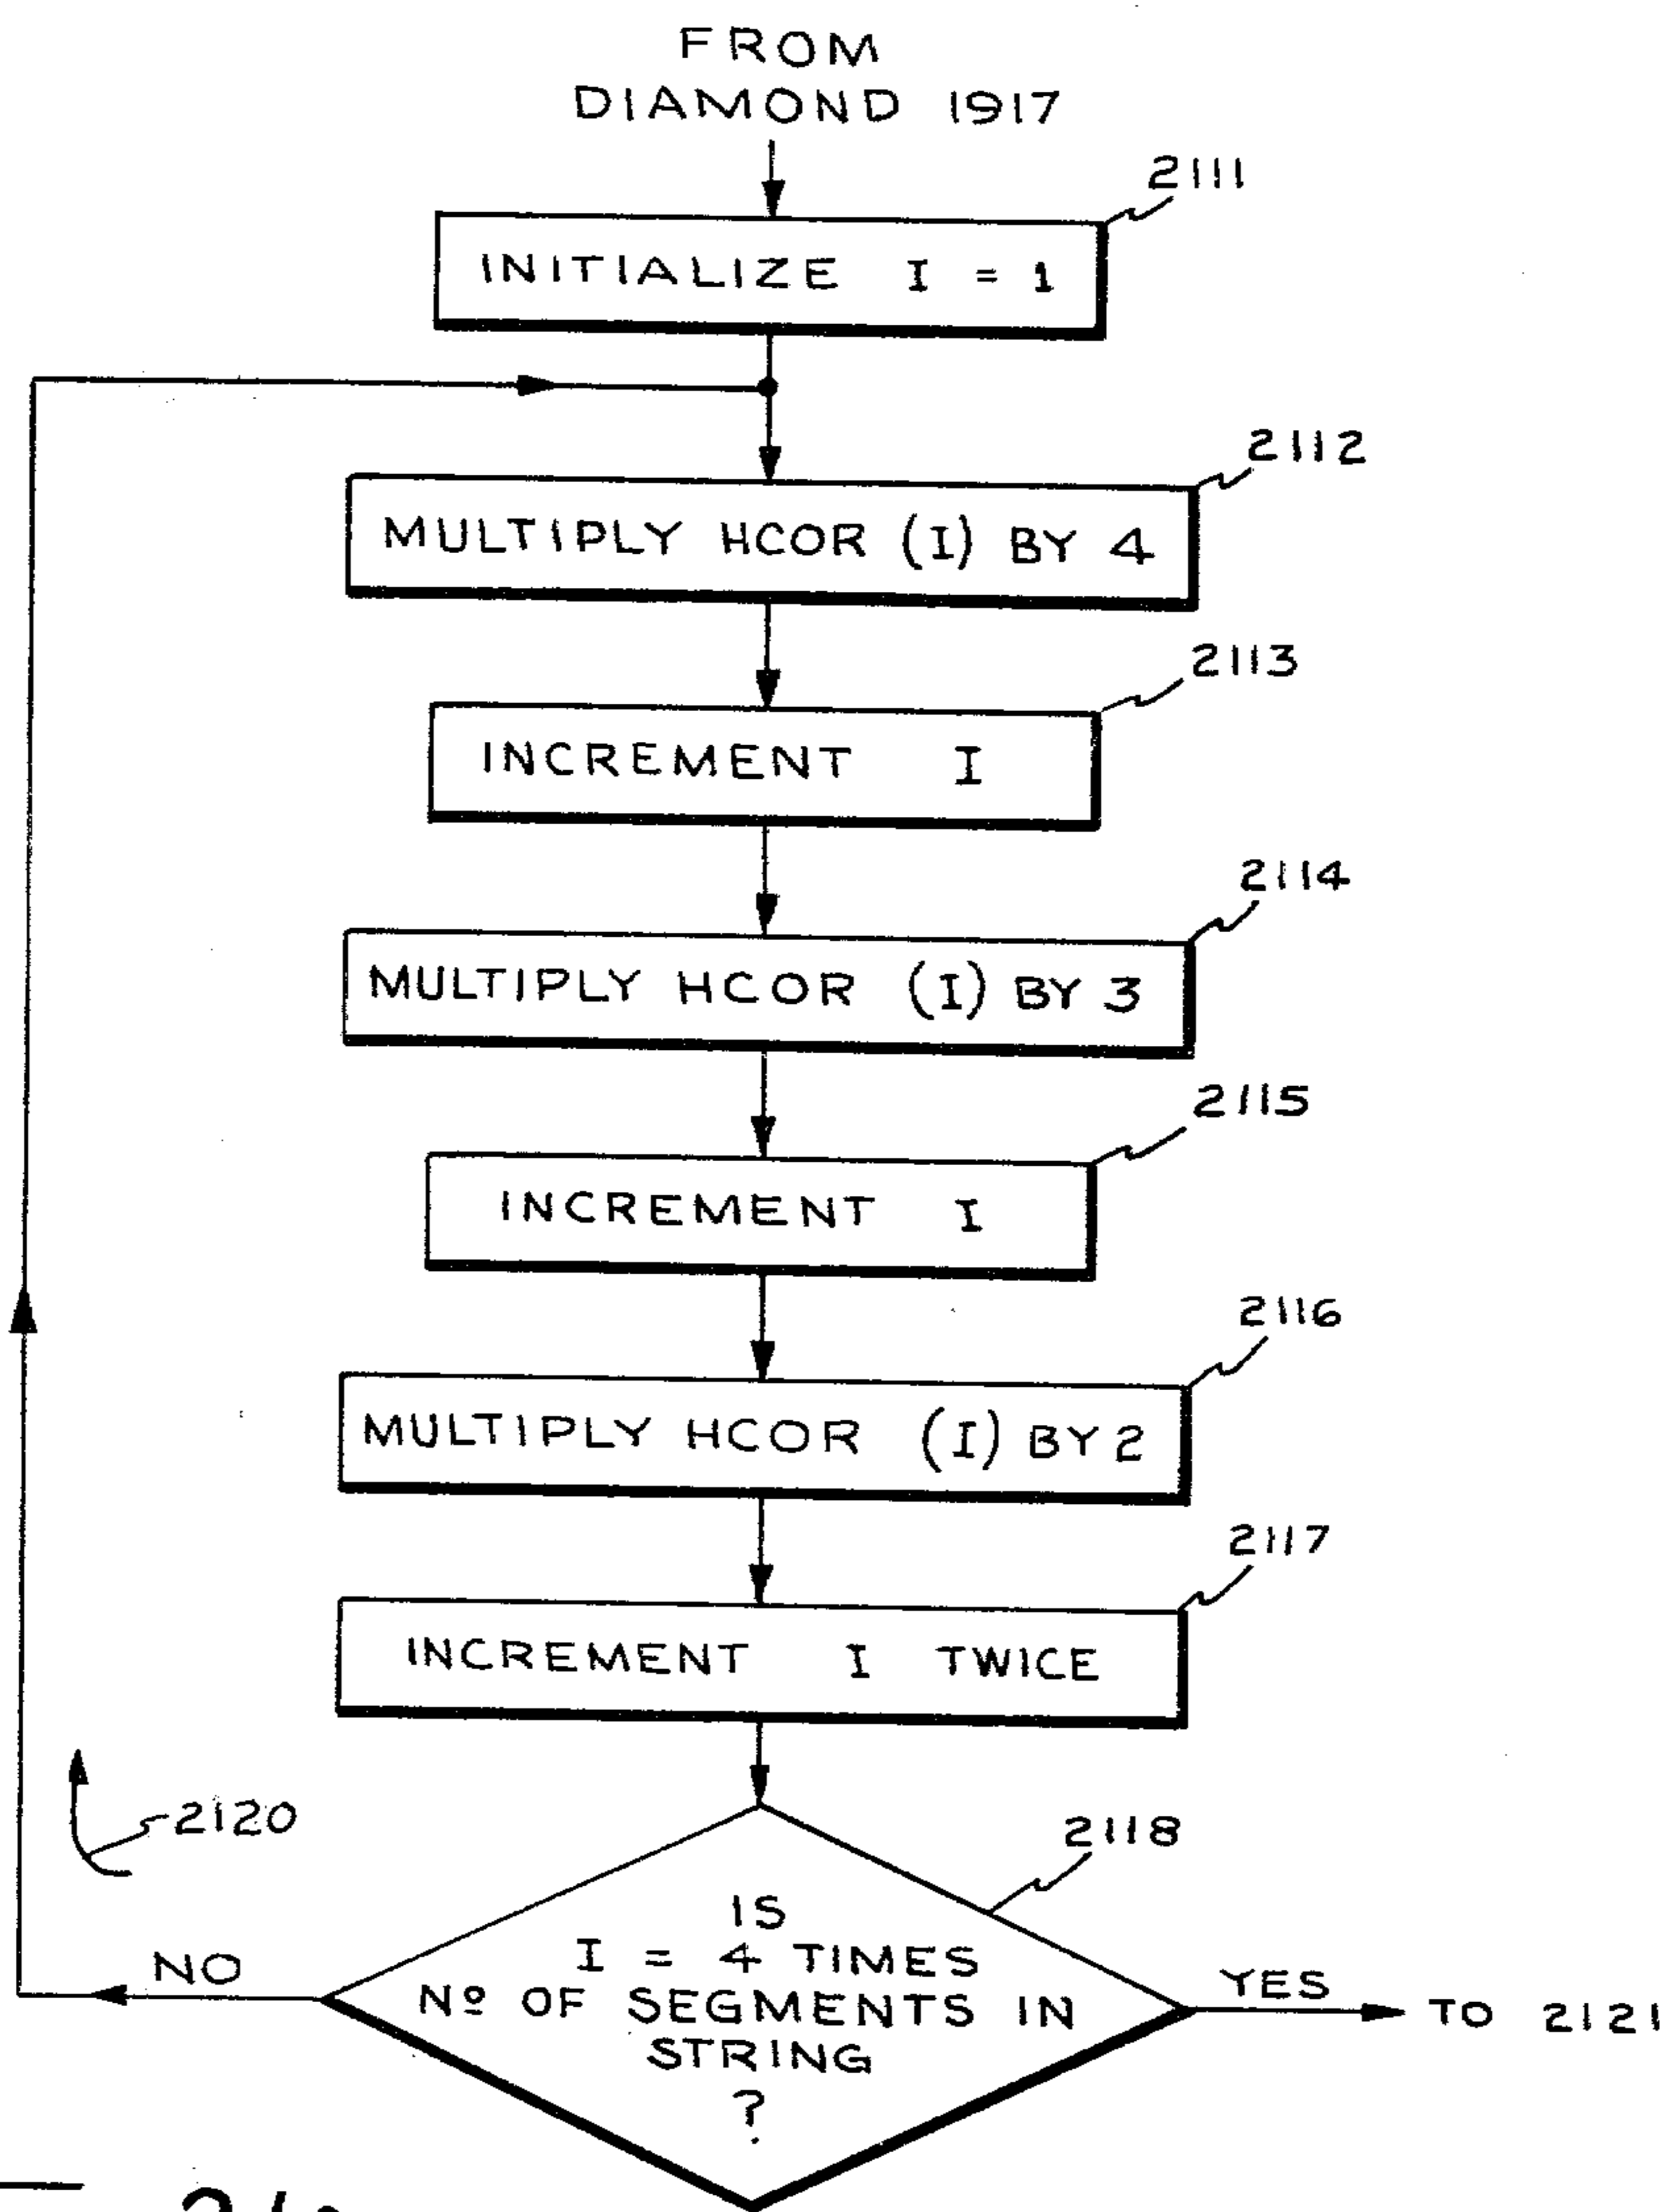 FROM
DIAMOND 1917
2111
INITIALIZE I = 1
2112
MULTIPLY HCOR (I) BY 4
2113
INCREMENT I
2114
MULTIPLY HCOR (I) BY 3
2115
INCREMENT I
2116
MULTIPLY HCOR (I) BY 2
2117
INCREMENT I TWICE
2120
2118
IS
I = 4 TIMES
Nº OF SEGMENTS IN
STRING
?
NO
YES
TO 2121